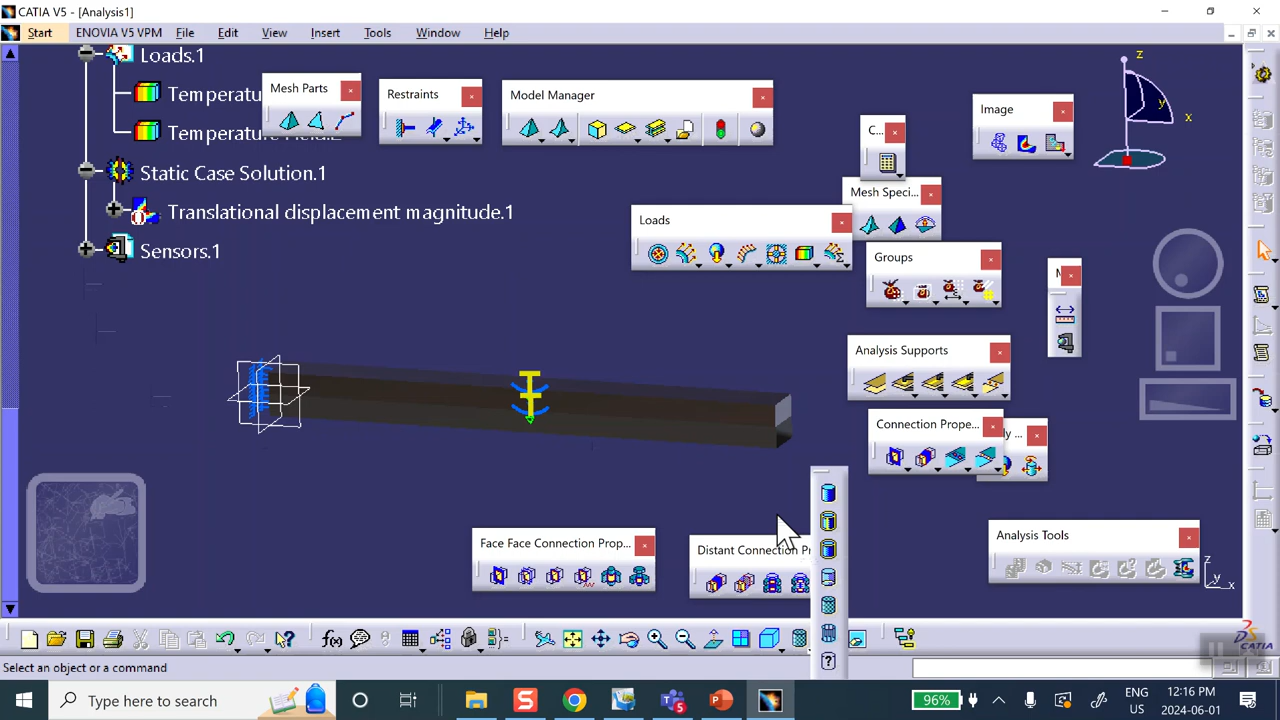 CATIA V5 - [Analysis1]
Start ENOVIA V5 VPM File Edit View Insert Tools Window Help
Loads.1
Temperatu
Temperature
Static Case Solution.1
Translational displacement magnitude.1
Sensors.1
Mesh Parts
Restraints
Model Manager
C...
Image
Mesh Speci...
Loads
Groups
M
Analysis Supports
Connection Prope...
y ...
Face Face Connection Prop...
Distant Connection P
Analysis Tools
z
y
x
z
y
x
f(x)
CATIA
Select an object or a command
Type here to search
96%
ENG
US
12:16 PM
2024-06-01